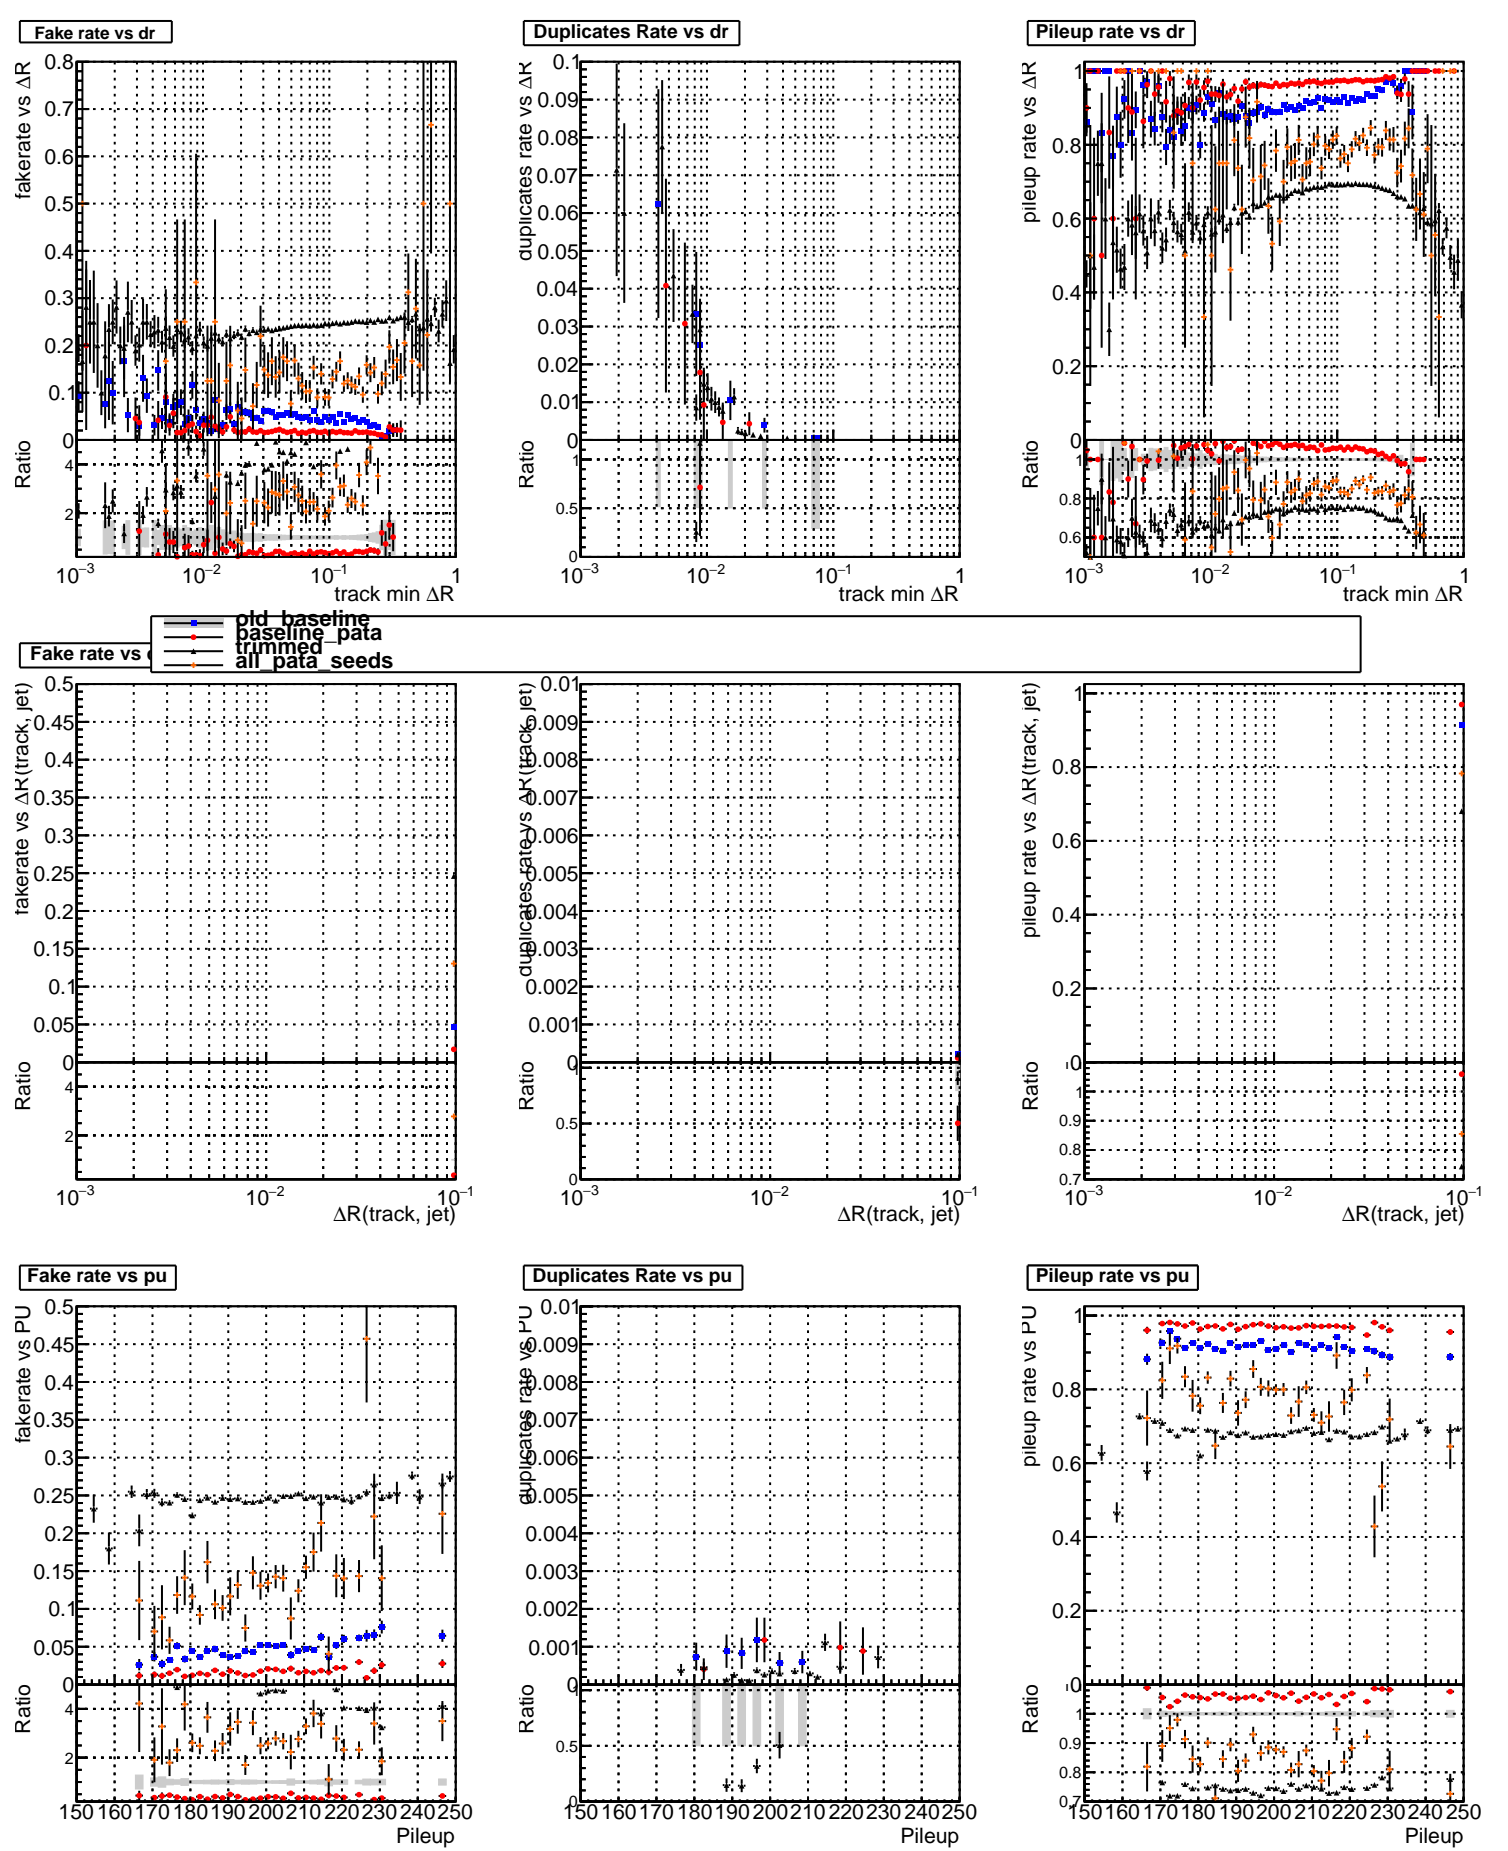 Fake rate vs dr
Duplicates Rate vs dr
Pileup rate vs dr
fakerate vs ΔR
0.8
0.7
0.6
0.5
0.4
0.3
0.2
0.1
0
Ratio
4
2
10⁻³ 10⁻² 10⁻¹ 1
track min ΔR
duplicates rate vs ΔR
0.1
0.09
0.08
0.07
0.06
0.05
0.04
0.03
0.02
0.01
0
Ratio
1
0.5
0
10⁻³ 10⁻² 10⁻¹ 1
track min ΔR
pileup rate vs ΔR
1
0.8
0.6
0.4
0.2
0
Ratio
1
0.8
0.6
10⁻³ 10⁻² 10⁻¹ 1
track min ΔR
old_baseline
baseline_pata
trimmed
all_pata_seeds
Fake rate vs
fakerate vs ΔR(track, jet)
0.5
0.45
0.4
0.35
0.3
0.25
0.2
0.15
0.1
0.05
0
Ratio
4
2
10⁻³ 10⁻² 10⁻¹
ΔR(track, jet)
duplicates rate vs ΔR(track, jet)
0.01
0.009
0.008
0.007
0.006
0.005
0.004
0.003
0.002
0.001
0
Ratio
1
0.5
0
10⁻³ 10⁻² 10⁻¹
ΔR(track, jet)
pileup rate vs ΔR(track, jet)
1
0.8
0.6
0.4
0.2
0
Ratio
1
0.9
0.8
0.7
10⁻³ 10⁻² 10⁻¹
ΔR(track, jet)
Fake rate vs pu
Duplicates Rate vs pu
Pileup rate vs pu
fakerate vs PU
0.5
0.45
0.4
0.35
0.3
0.25
0.2
0.15
0.1
0.05
0
Ratio
4
2
150 160 170 180 190 200 210 220 230 240 250
Pileup
duplicates rate vs PU
0.01
0.009
0.008
0.007
0.006
0.005
0.004
0.003
0.002
0.001
0
Ratio
1
0.5
0
150 160 170 180 190 200 210 220 230 240 250
Pileup
pileup rate vs PU
1
0.8
0.6
0.4
0.2
0
Ratio
1
0.9
0.8
0.7
150 160 170 180 190 200 210 220 230 240 250
Pileup